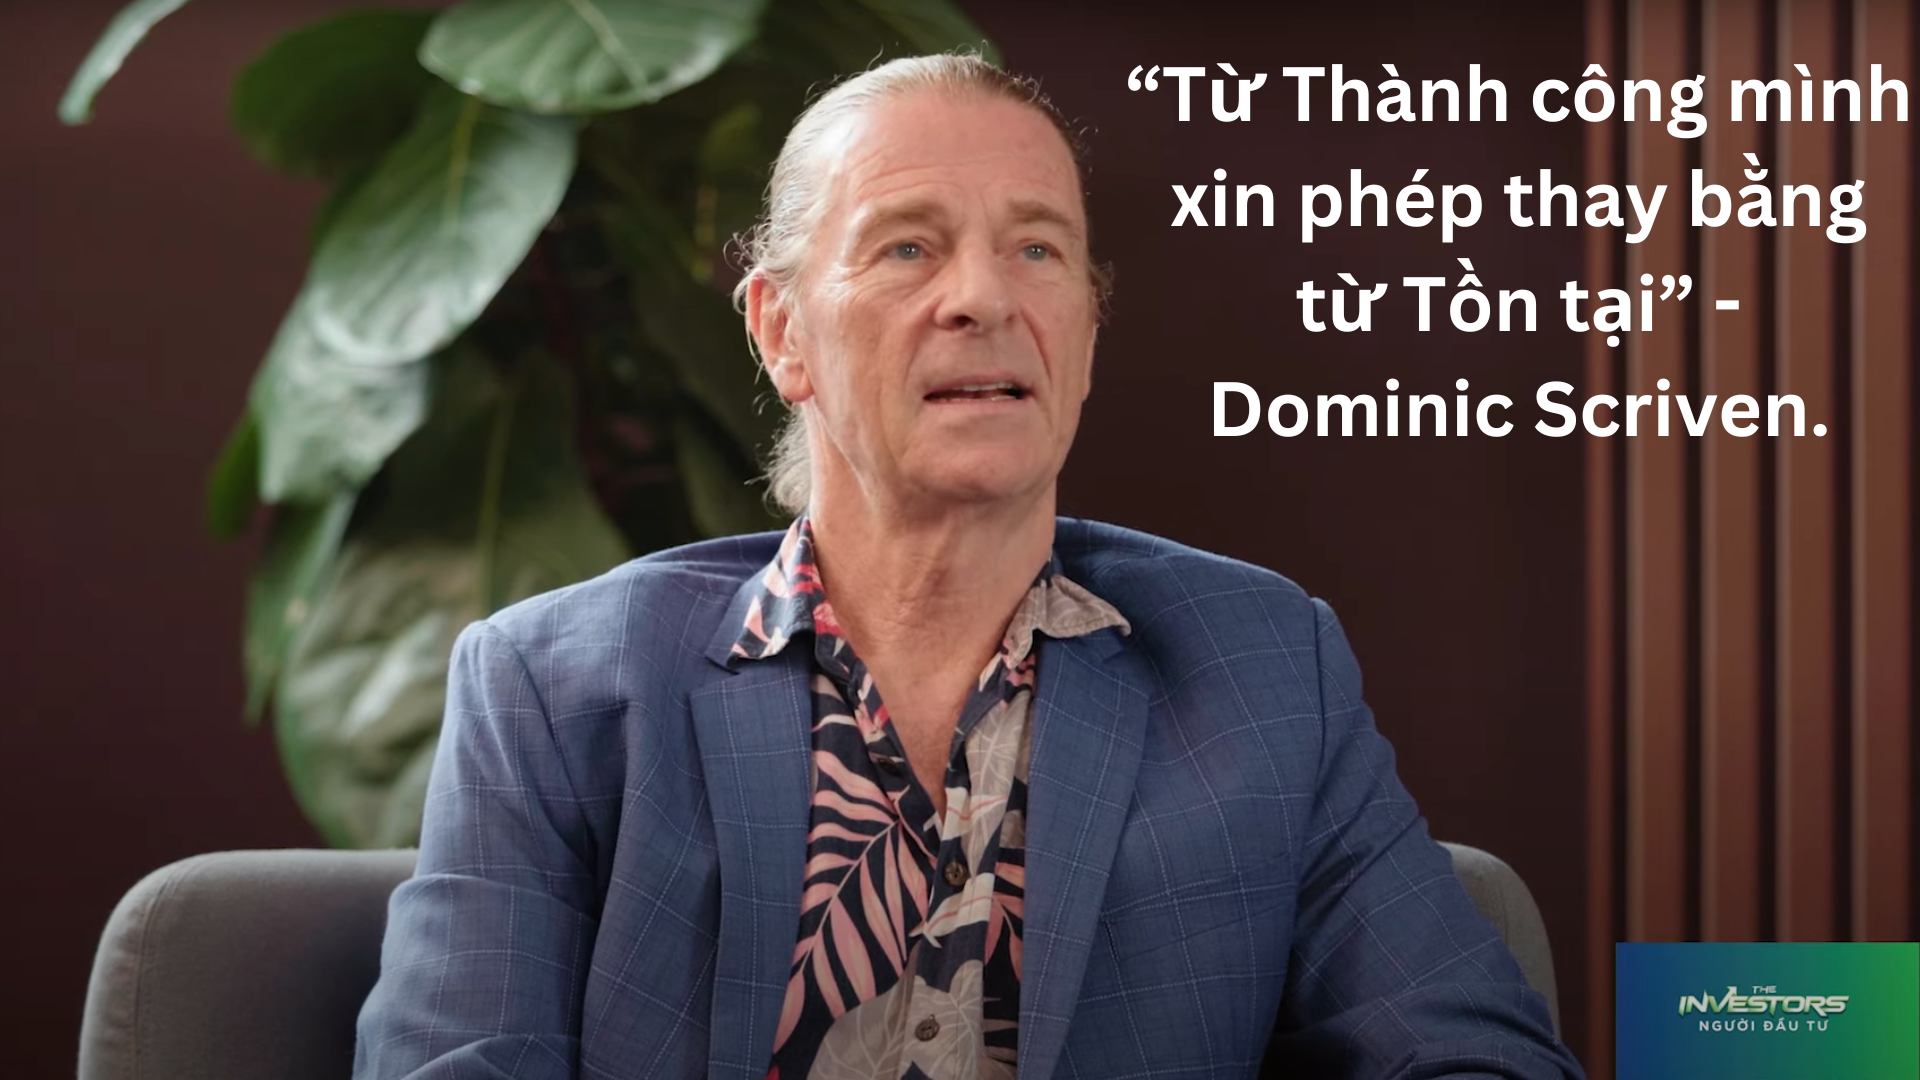 “Từ Thành công mình
xin phép thay bằng
từ Tồn tại” -
Dominic Scriven.
THE
INVESTORS
NGƯỜI ĐẦU TƯ